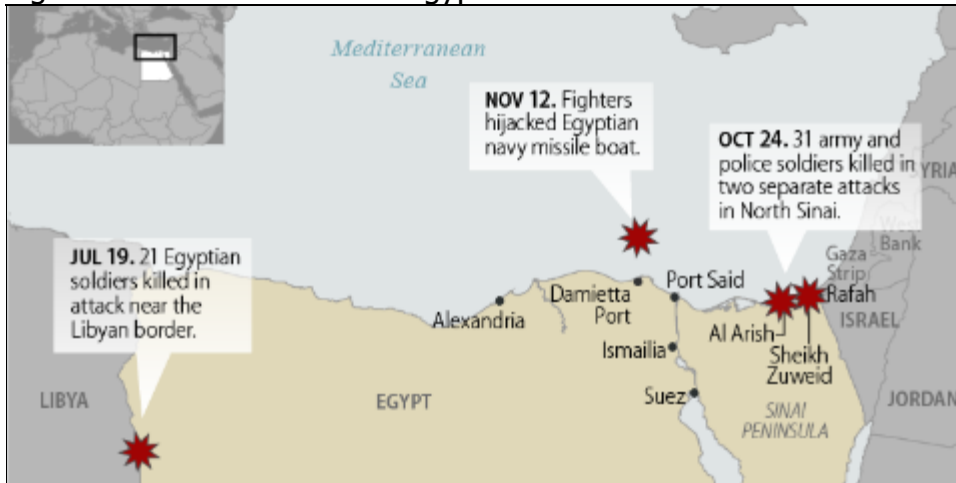 Mediterranean
Sea
NOV 12. Fighters
hijacked Egyptian
navy missile boat.
OCT 24. 31 army and
police soldiers killed in
two separate attacks
in North Sinai.
SYRIA
West
Bank
JUL 19. 21 Egyptian
soldiers killed in
attack near the
Libyan border.
Gaza
Strip
Rafah
Port Said
Damietta
Port
Alexandria
Al Arish
ISRAEL
Ismailia
Sheikh
Zuweid
Suez
LIBYA
EGYPT
SINAI
PENINSULA
JORDAN